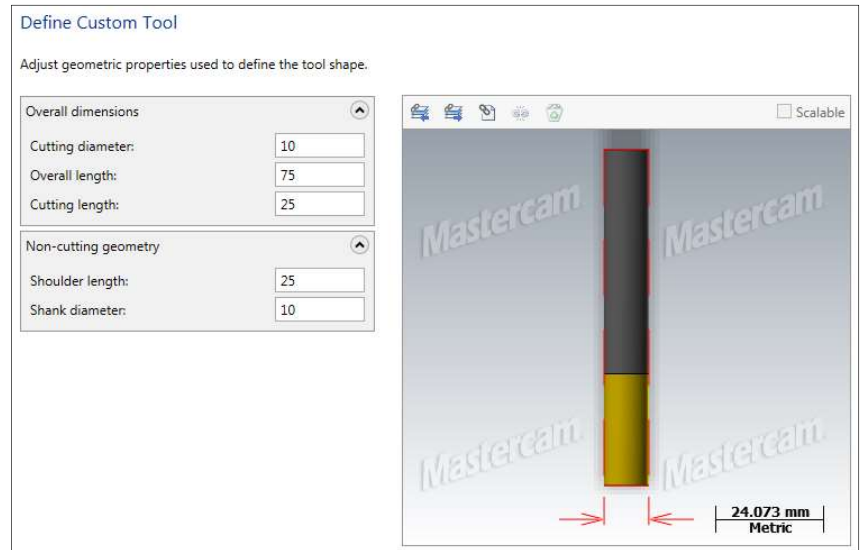 Define Custom Tool
Adjust geometric properties used to define the tool shape.
Overall dimensions
Cutting diameter: 10
Overall length: 75
Cutting length: 25
Non-cutting geometry
Shoulder length: 25
Shank diameter: 10
Scalable
Mastercam Mastercam
Mastercam Mastercam
24.073 mm
Metric